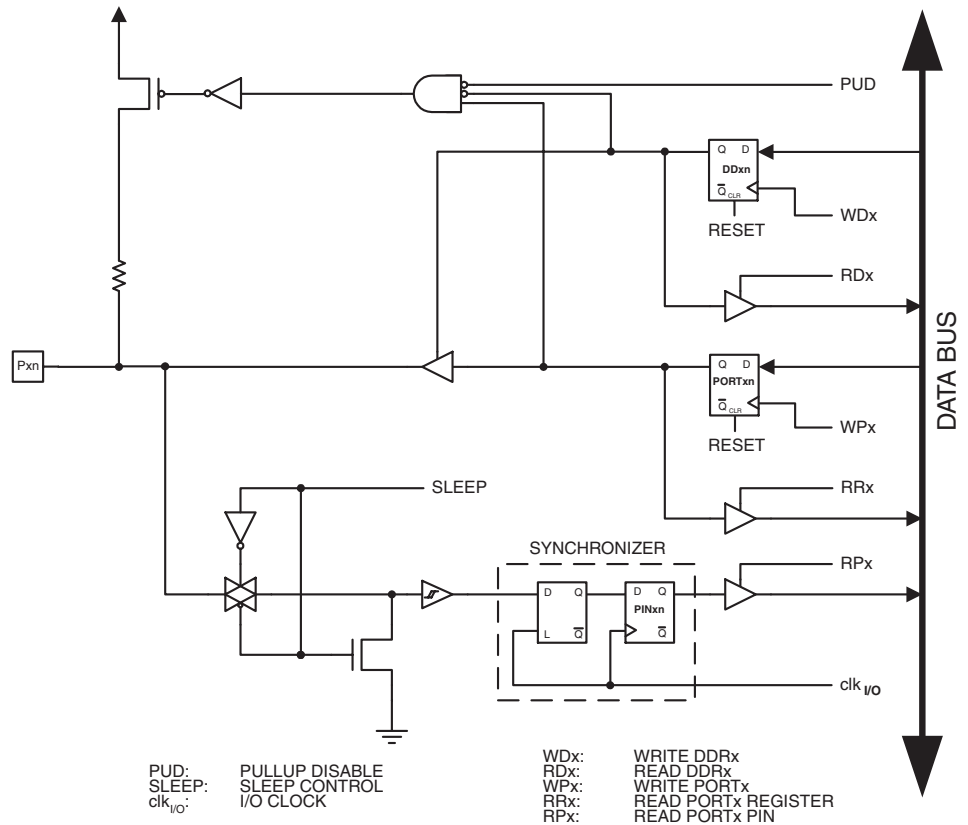 PUD
Q D
DDxn
Q CLR
WDx
RESET
RDx
Pxn
Q D
PORTxn
Q CLR
WPx
RESET
DATA BUS
SLEEP
RRx
SYNCHRONIZER
RPx
D Q
L Q
D Q
PINxn
Q
clk I/O
PUD: PULLUP DISABLE
SLEEP: SLEEP CONTROL
clkI/O: I/O CLOCK
WDx: WRITE DDRx
RDx: READ DDRx
WPx: WRITE PORTx
RRx: READ PORTx REGISTER
RPx: READ PORTx PIN